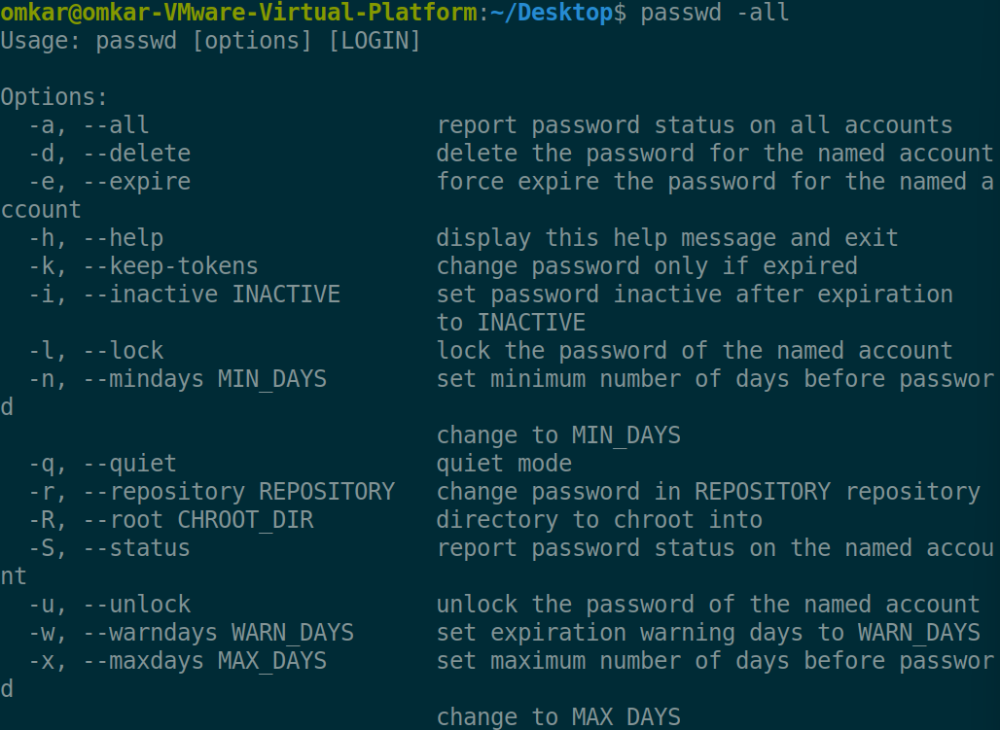 omkar@omkar-VMware-Virtual-Platform:~/Desktop$ passwd -all
Usage: passwd [options] [LOGIN]

Options:
  -a, --all                     report password status on all accounts
  -d, --delete                  delete the password for the named account
  -e, --expire                  force expire the password for the named a
ccount
  -h, --help                    display this help message and exit
  -k, --keep-tokens             change password only if expired
  -i, --inactive INACTIVE       set password inactive after expiration
                                to INACTIVE
  -l, --lock                    lock the password of the named account
  -n, --mindays MIN_DAYS        set minimum number of days before passwor
d
                                change to MIN_DAYS
  -q, --quiet                   quiet mode
  -r, --repository REPOSITORY   change password in REPOSITORY repository
  -R, --root CHROOT_DIR         directory to chroot into
  -S, --status                  report password status on the named accou
nt
  -u, --unlock                  unlock the password of the named account
  -w, --warndays WARN_DAYS      set expiration warning days to WARN_DAYS
  -x, --maxdays MAX_DAYS        set maximum number of days before passwor
d
                                change to MAX_DAYS